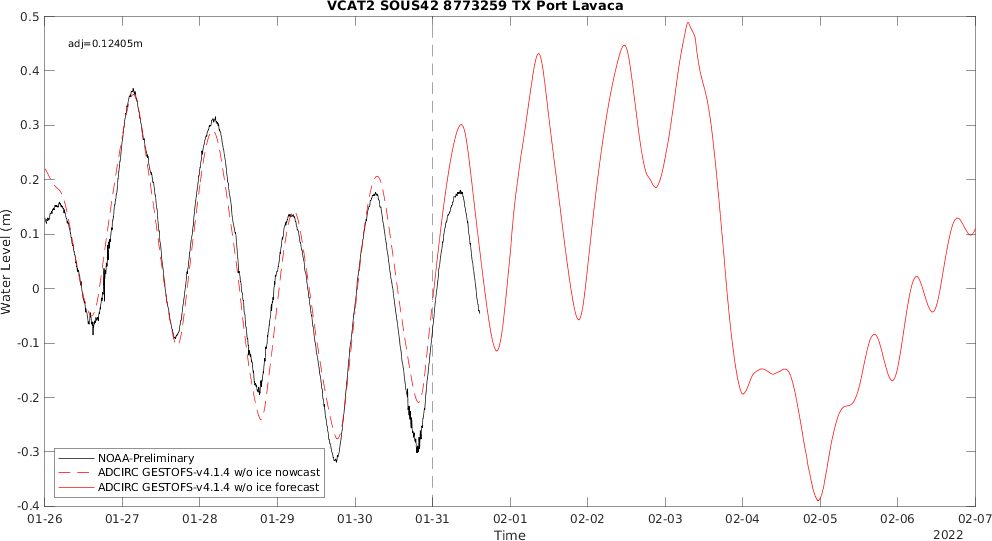 VCAT2 SOUS42 8773259 TX Port Lavaca
adj=0.12405m
Water Level (m)
0.5
0.4
0.3
0.2
0.1
0
-0.1
-0.2
-0.3
-0.4
NOAA-Preliminary
ADCIRC GESTOFS-v4.1.4 w/o ice nowcast
ADCIRC GESTOFS-v4.1.4 w/o ice forecast
01-26 01-27 01-28 01-29 01-30 01-31 02-01 02-02 02-03 02-04 02-05 02-06 02-07
Time
2022